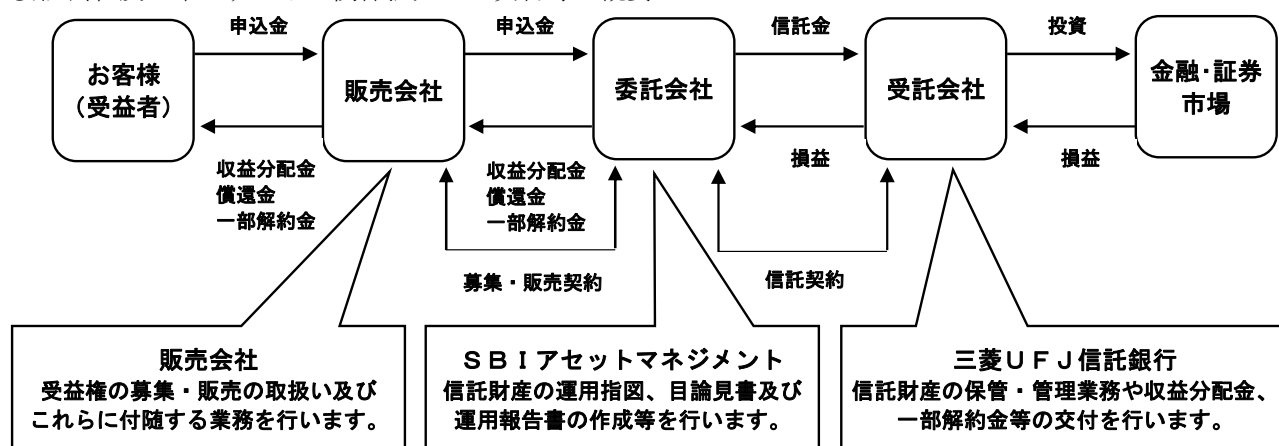 申込金
申込金
信託金
投資
お客様
(受益者)
販売会社
委託会社
受託会社
金融・証券
市場
収益分配金
償還金
一部解約金
収益分配金
償還金
一部解約金
損益
損益
募集・販売契約
信託契約
販売会社
受益権の募集・販売の取扱い及び
これらに付随する業務を行います。
SBIアセットマネジメント
信託財産の運用指図、目論見書及び
運用報告書の作成等を行います。
三菱UFJ信託銀行
信託財産の保管・管理業務や収益分配金、
一部解約金等の交付を行います。